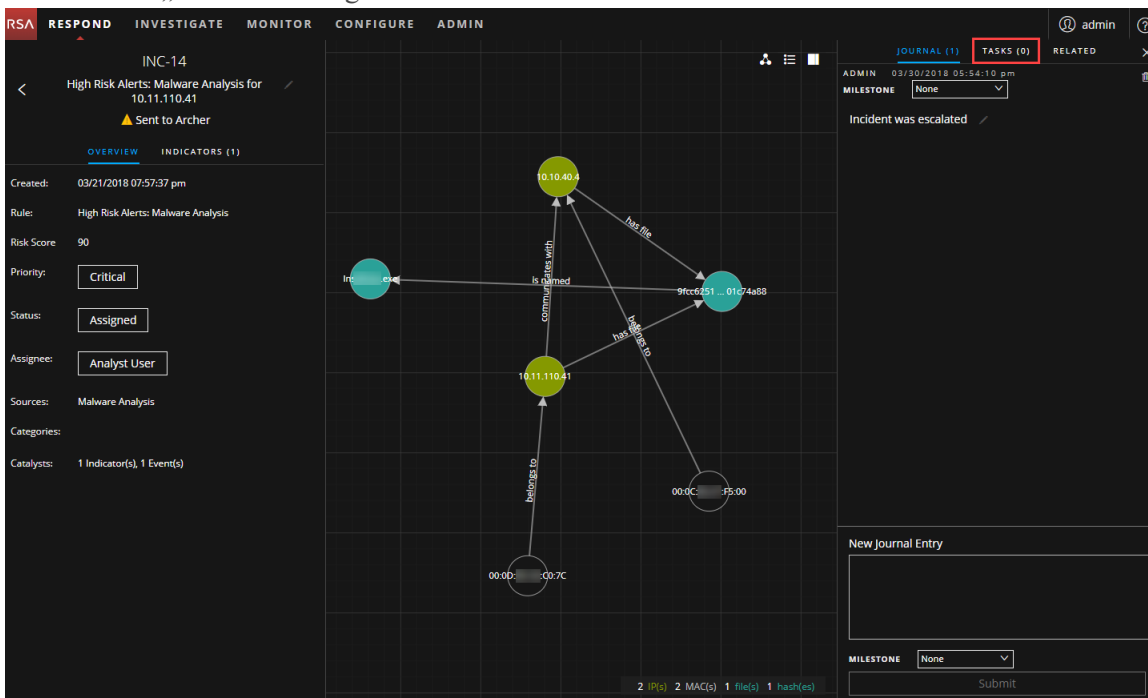 RSA RESPOND INVESTIGATE MONITOR CONFIGURE ADMIN admin
INC-14
High Risk Alerts: Malware Analysis for
10.11.110.41
Sent to Archer
OVERVIEW INDICATORS (1)
Created: 03/21/2018 07:57:37 pm
Rule: High Risk Alerts: Malware Analysis
Risk Score 90
Priority: Critical
Status: Assigned
Assignee: Analyst User
Sources: Malware Analysis
Categories:
Catalysts: 1 Indicator(s), 1 Event(s)
10.10.40.4
has file
communicates with
is named
.exe
9fcc6251 ... 01c74a88
has
belongs to
10.11.110.41
belongs to
00:0C: :F5:00
00:0D: :C0:7C
2 IP(s) 2 MAC(s) 1 file(s) 1 hash(es)
JOURNAL (1) TASKS (0) RELATED
ADMIN 03/30/2018 05:54:10 pm
MILESTONE None
Incident was escalated
New Journal Entry
MILESTONE None
Submit